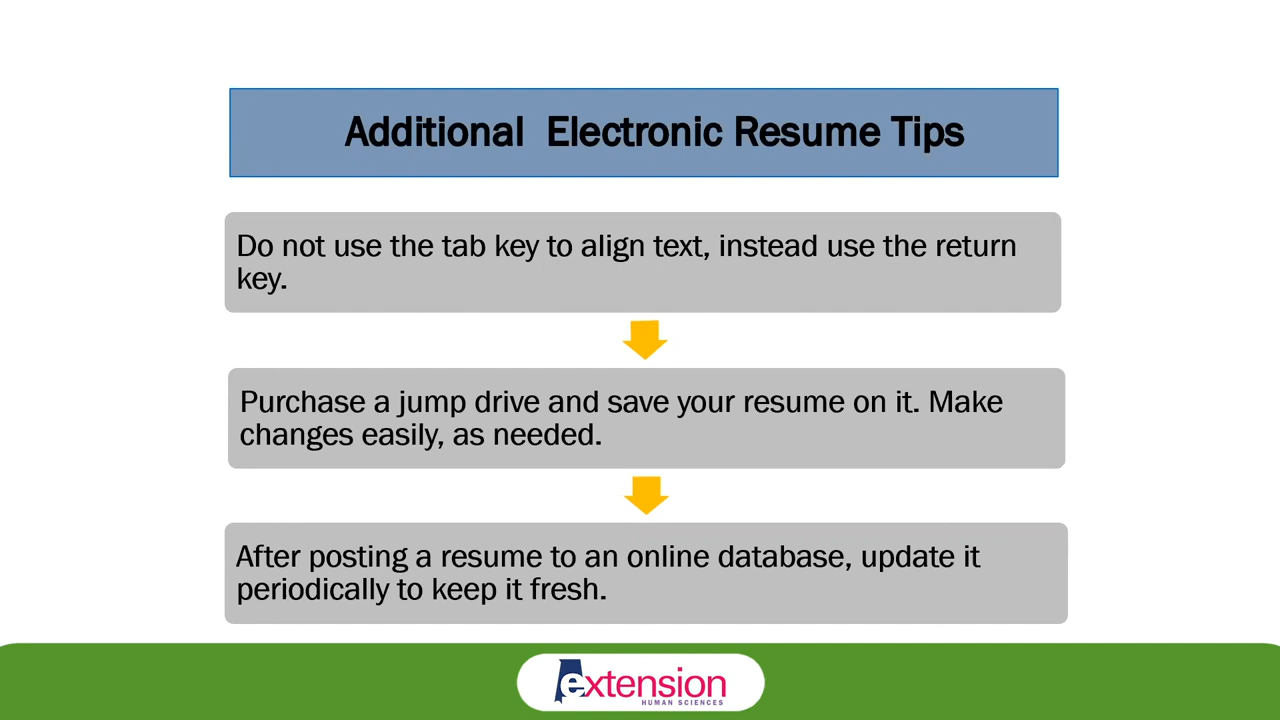 Additional Electronic Resume Tips
Do not use the tab key to align text, instead use the return
key.
Purchase a jump drive and save your resume on it. Make
changes easily, as needed.
After posting a resume to an online database, update it
periodically to keep it fresh.
extension
HUMAN SCIENCES